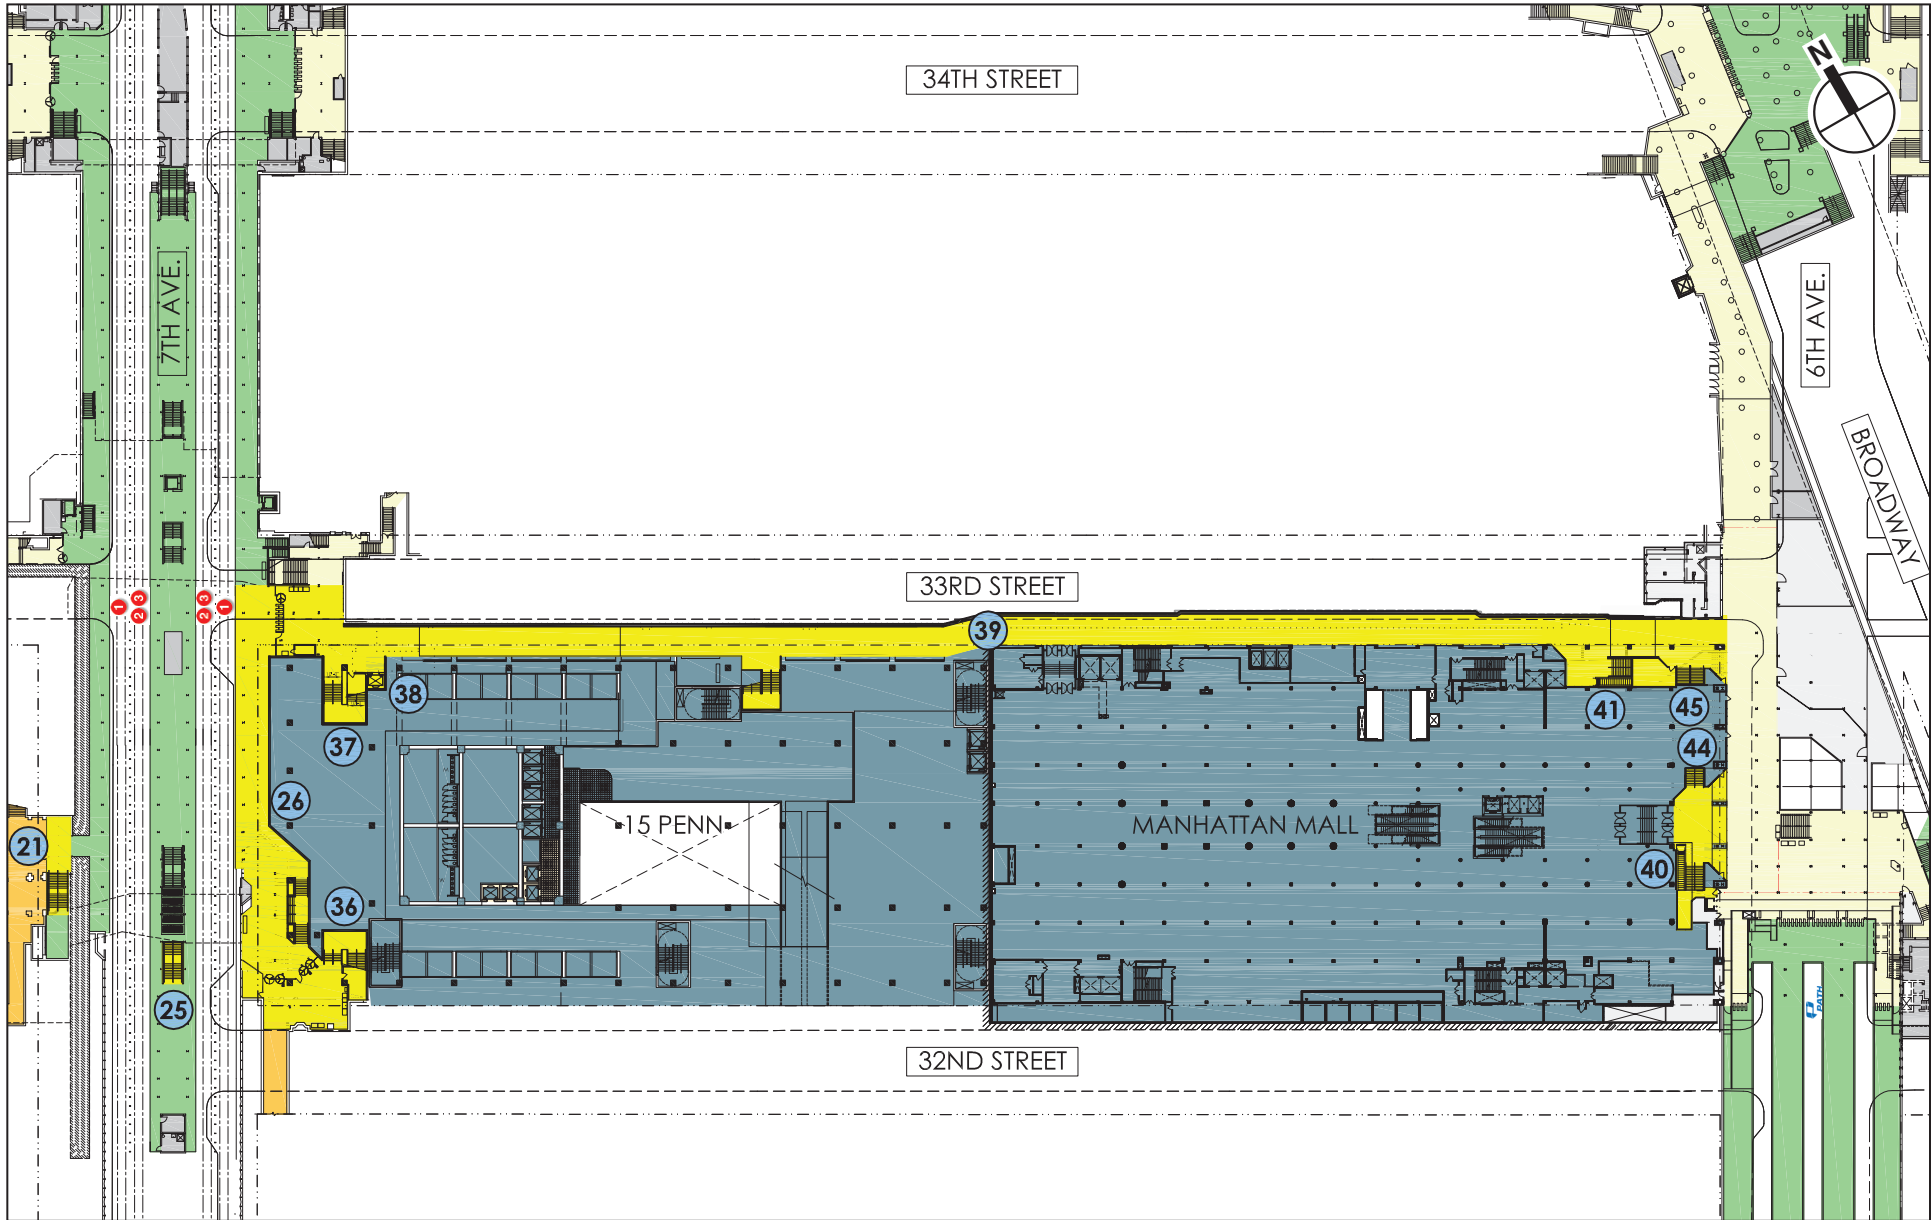 34TH STREET
N
7TH AVE.
6TH AVE.
BROADWAY
33RD STREET
1
2 3
2 3
1
39
38
41
45
37
44
26
15 PENN
MANHATTAN MALL
21
40
36
25
PATH
32ND STREET